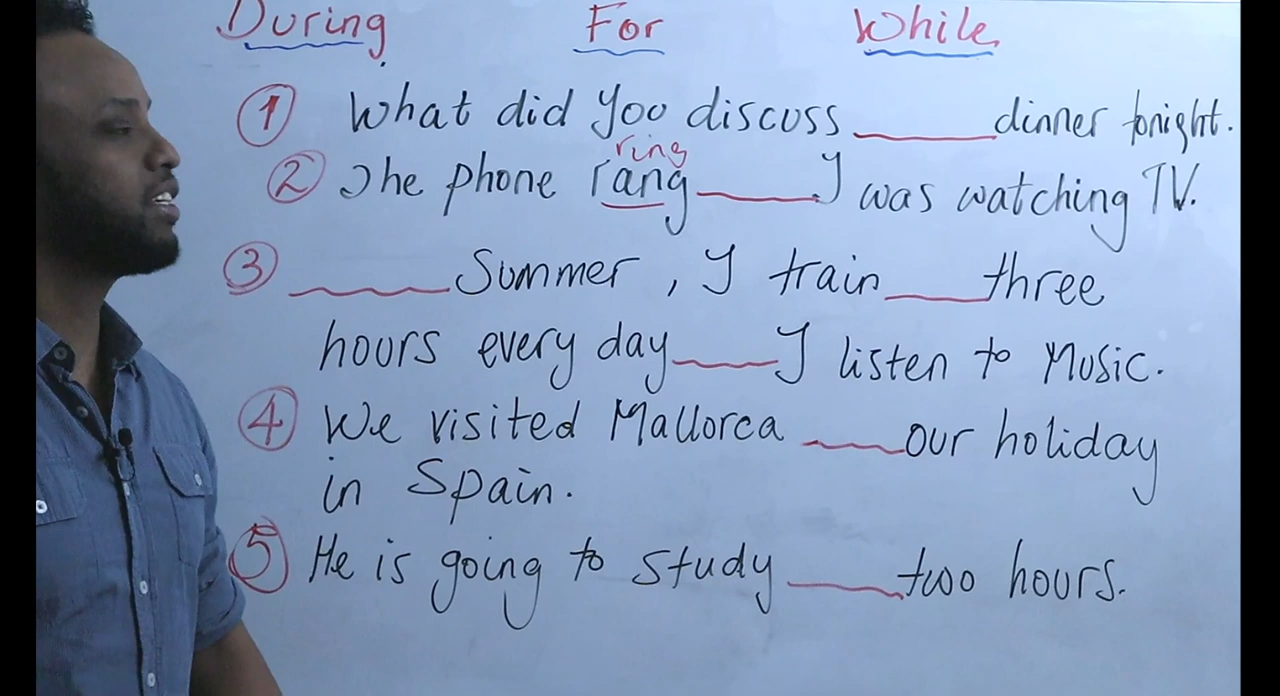 During For While
① What did you discuss ____ dinner tonight.
ring
② The phone rang ____ I was watching TV.
③ ____ Summer, I train ____ three
hours every day ____ I listen to Music.
④ We visited Mallorca ____ our holiday
in Spain.
⑤ He is going to study ____ two hours.